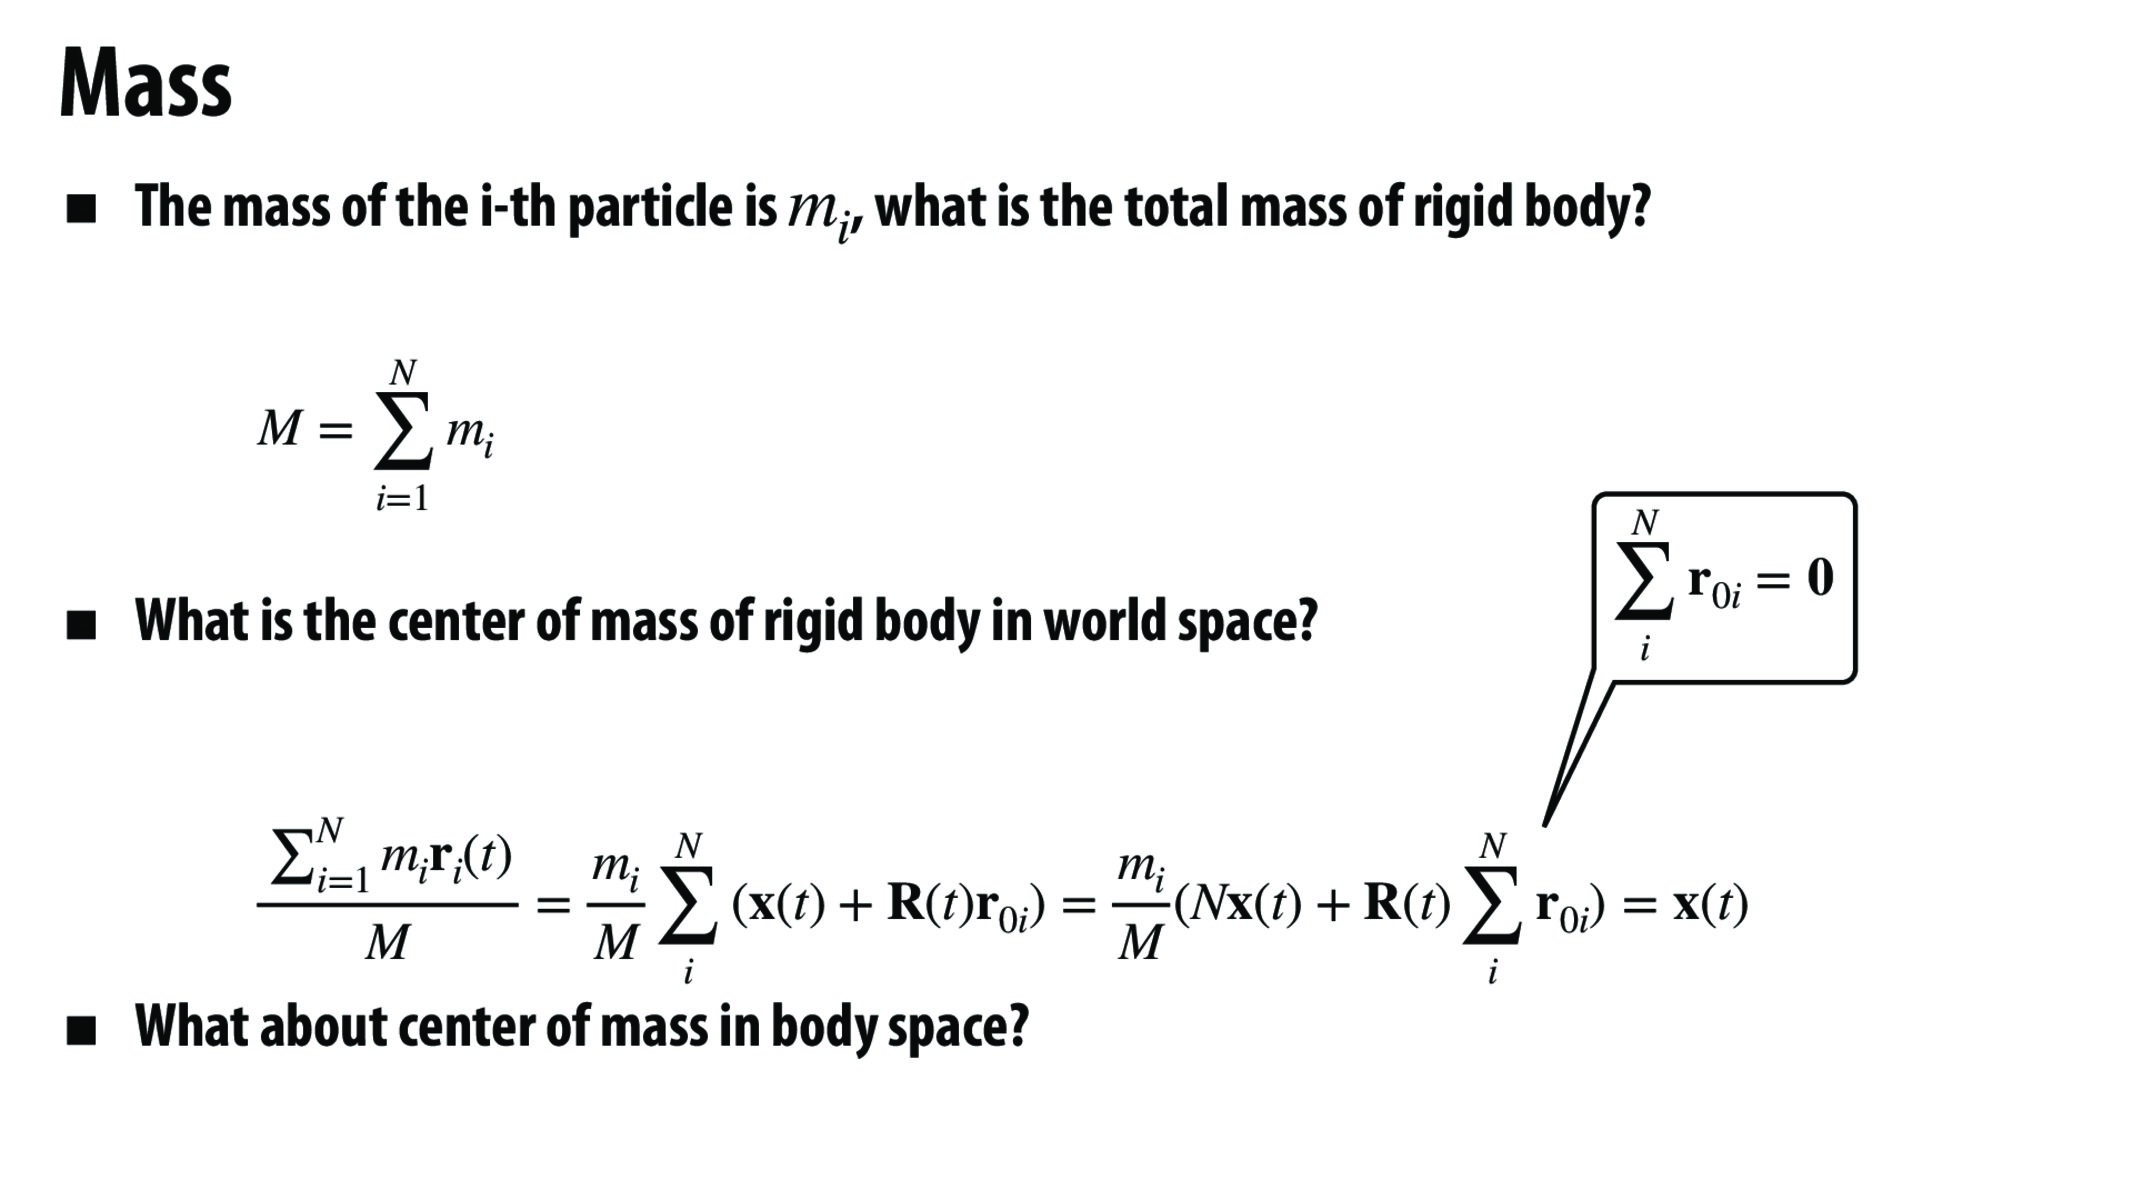 Mass
■ The mass of the i-th particle is $m_i$, what is the total mass of rigid body?
$M = \sum_{i=1}^{N} m_i$
$\sum_{i}^{N} \mathbf{r}_{0i} = \mathbf{0}$
■ What is the center of mass of rigid body in world space?
$\frac{\sum_{i=1}^{N} m_i \mathbf{r}_i(t)}{M} = \frac{m_i}{M} \sum_{i}^{N} (\mathbf{x}(t) + \mathbf{R}(t)\mathbf{r}_{0i}) = \frac{m_i}{M} (N\mathbf{x}(t) + \mathbf{R}(t) \sum_{i}^{N} \mathbf{r}_{0i}) = \mathbf{x}(t)$
■ What about center of mass in body space?